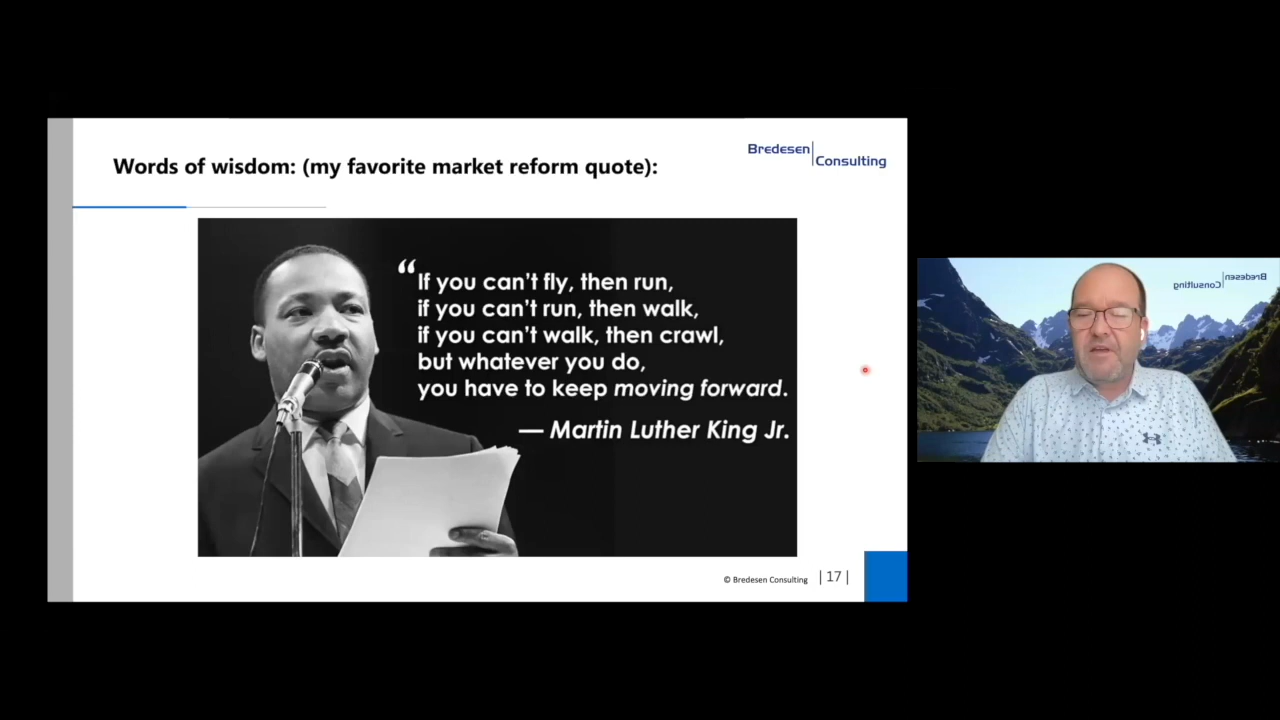 Words of wisdom: (my favorite market reform quote):
Bredesen
Consulting
“If you can’t fly, then run,
if you can’t run, then walk,
if you can’t walk, then crawl,
but whatever you do,
you have to keep moving forward.
— Martin Luther King Jr.
© Bredesen Consulting | 17 |
Bredesen
Consulting